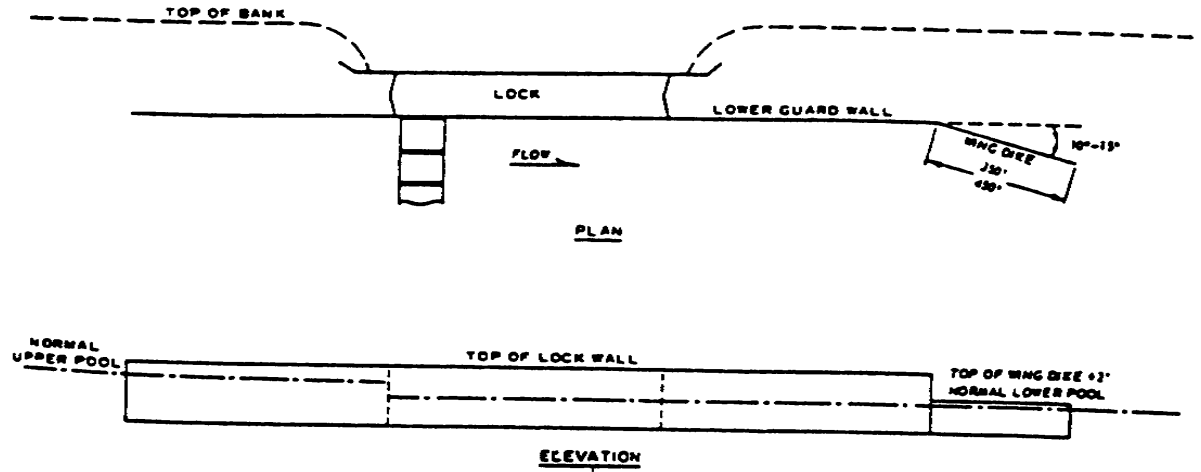 TOP OF BANK
LOCK
LOWER GUARD WALL
FLOW
WING DIKE
350'
450'
10°-15°
PLAN
NORMAL
UPPER POOL
TOP OF LOCK WALL
TOP OF WING DIKE +2'
NORMAL LOWER POOL
ELEVATION